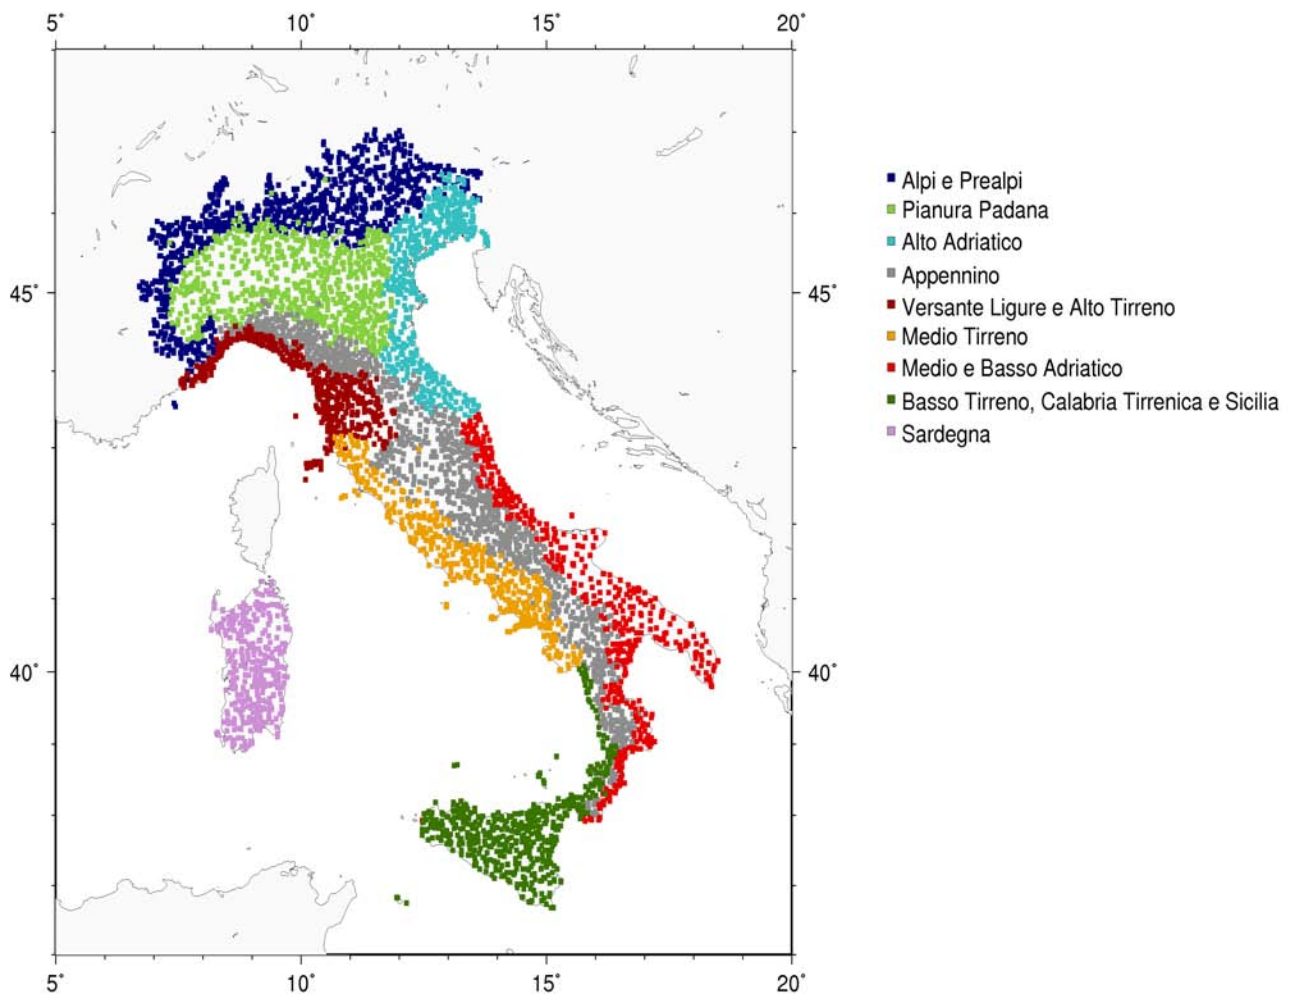 5° 10° 15° 20°
45° 45°
40° 40°
5° 10° 15° 20°
Alpi e Prealpi
Pianura Padana
Alto Adriatico
Appennino
Versante Ligure e Alto Tirreno
Medio Tirreno
Medio e Basso Adriatico
Basso Tirreno, Calabria Tirrenica e Sicilia
Sardegna